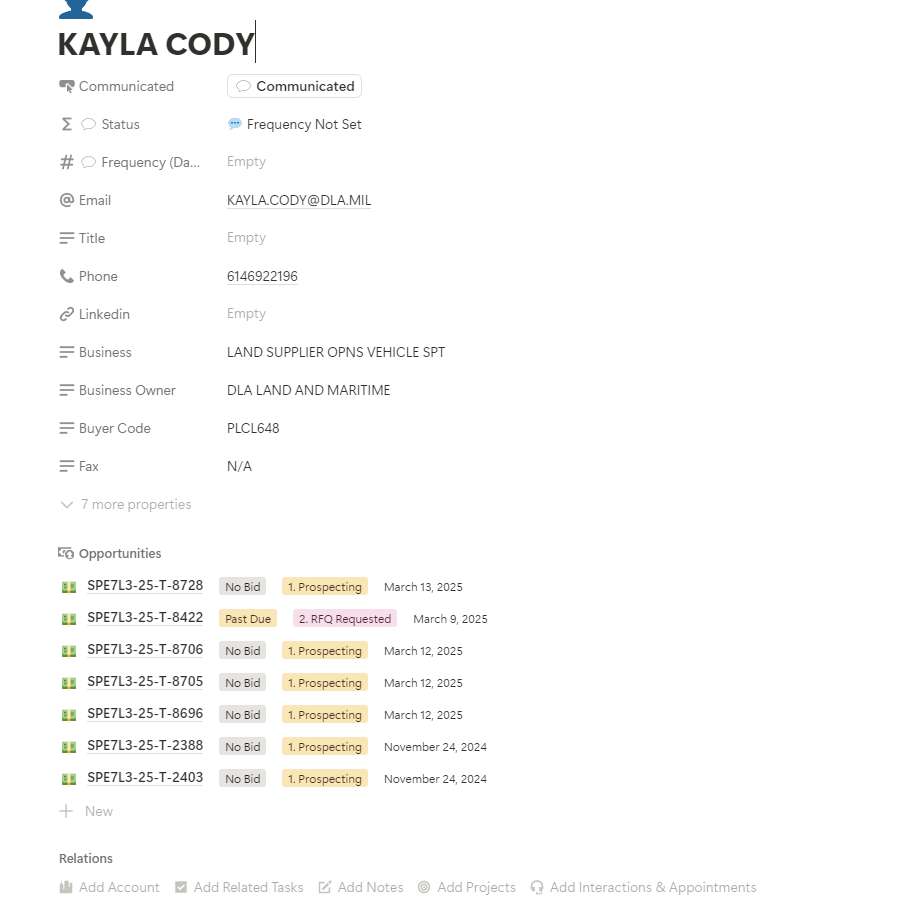 KAYLA CODY
Communicated Communicated
Status Frequency Not Set
Frequency (Da... Empty
Email KAYLA.CODY@DLA.MIL
Title Empty
Phone 6146922196
Linkedin Empty
Business LAND SUPPLIER OPNS VEHICLE SPT
Business Owner DLA LAND AND MARITIME
Buyer Code PLCL648
Fax N/A
7 more properties
Opportunities
SPE7L3-25-T-8728 No Bid 1. Prospecting March 13, 2025
SPE7L3-25-T-8422 Past Due 2. RFQ Requested March 9, 2025
SPE7L3-25-T-8706 No Bid 1. Prospecting March 12, 2025
SPE7L3-25-T-8705 No Bid 1. Prospecting March 12, 2025
SPE7L3-25-T-8696 No Bid 1. Prospecting March 12, 2025
SPE7L3-25-T-2388 No Bid 1. Prospecting November 24, 2024
SPE7L3-25-T-2403 No Bid 1. Prospecting November 24, 2024
New
Relations
Add Account Add Related Tasks Add Notes Add Projects Add Interactions & Appointments